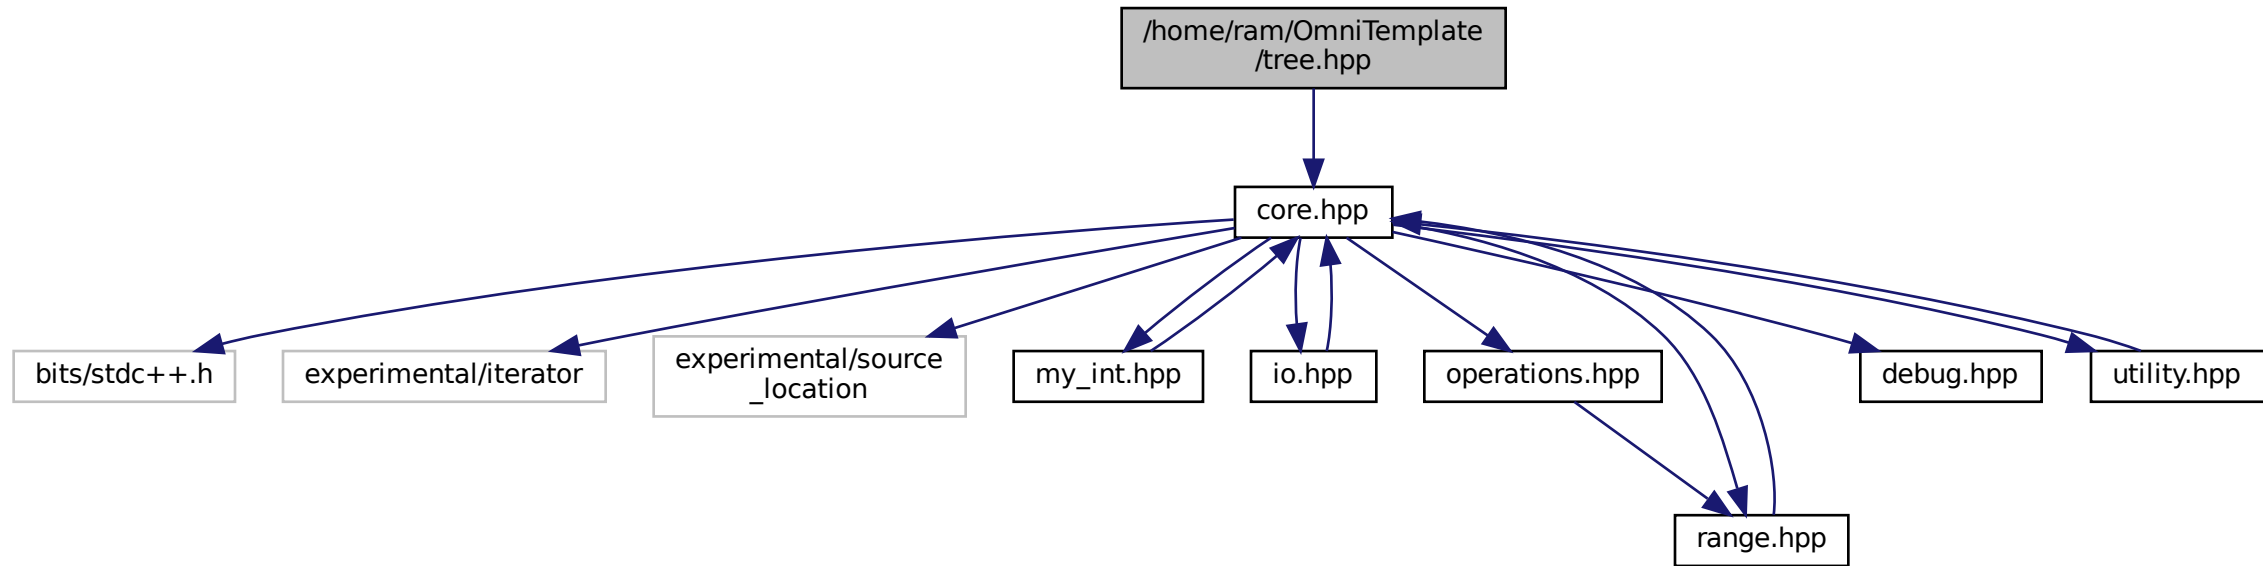 /home/ram/OmniTemplate
/tree.hpp
core.hpp
bits/stdc++.h
experimental/iterator
experimental/source
_location
my_int.hpp
io.hpp
operations.hpp
debug.hpp
utility.hpp
range.hpp